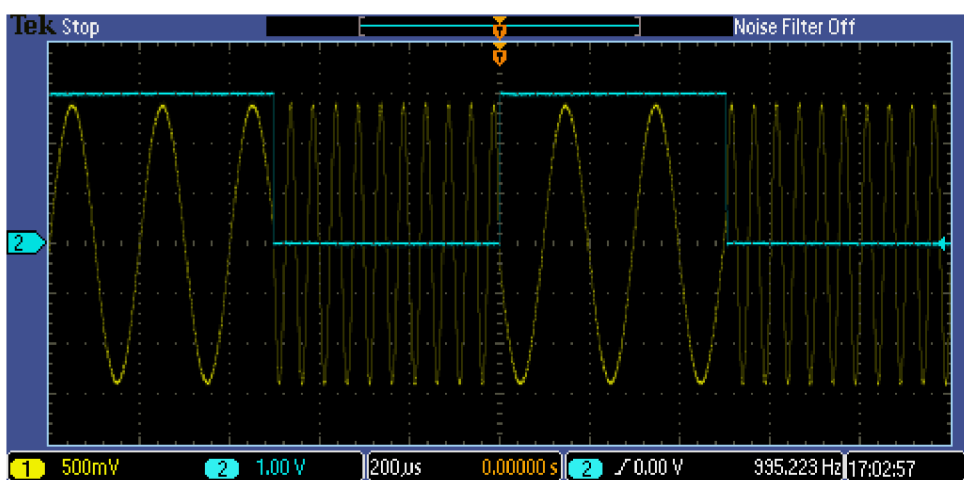 Tek Stop Noise Filter Off
2
1 500mV 2 1.00 V 200µs 0.00000 s 2 0.00 V 995.223 Hz 17:02:57